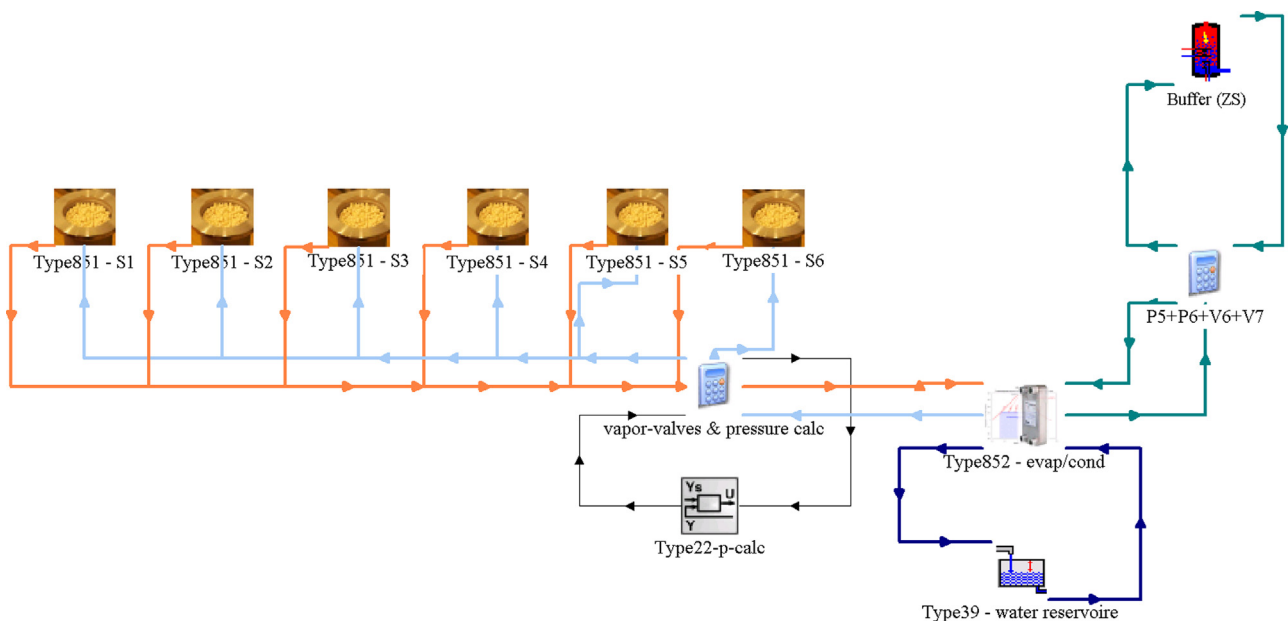 Buffer (ZS)
Type851 - S1
Type851 - S2
Type851 - S3
Type851 - S4
Type851 - S5
Type851 - S6
P5+P6+V6+V7
vapor-valves & pressure calc
Type852 - evap/cond
Ys
U
Y
Type22-p-calc
Type39 - water reservoire